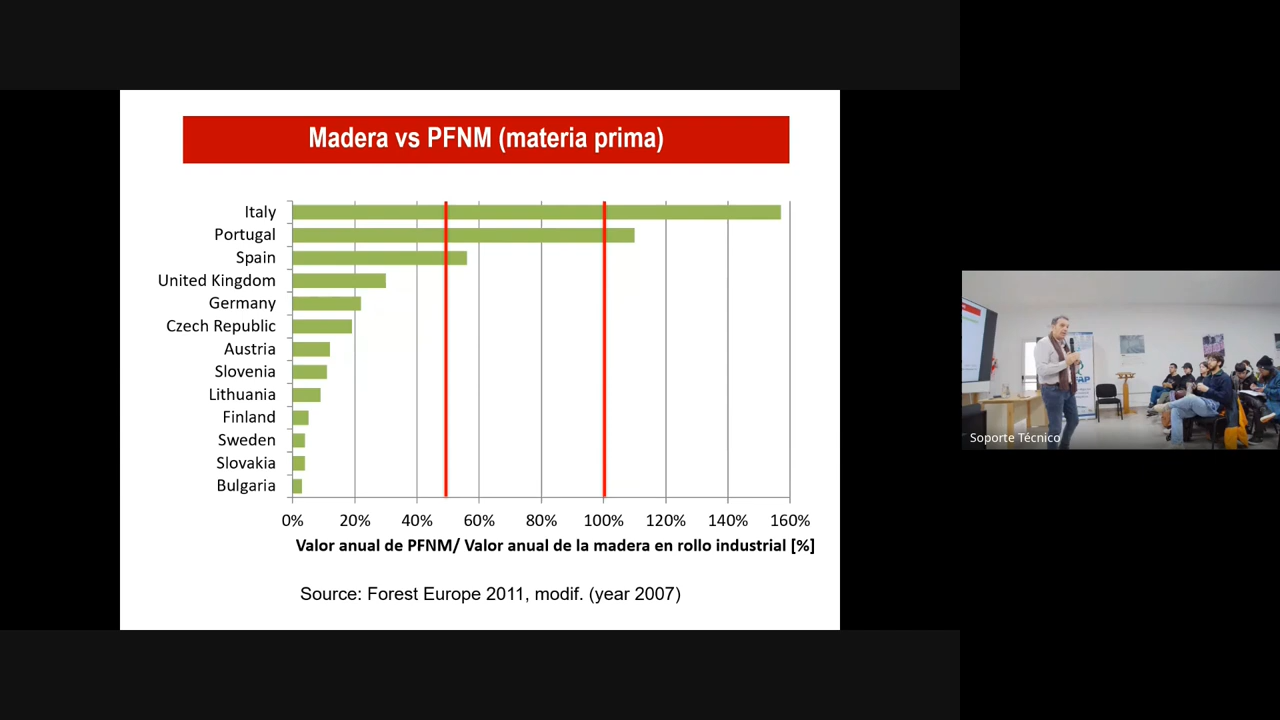 Madera vs PFNM (materia prima)
Italy
Portugal
Spain
United Kingdom
Germany
Czech Republic
Austria
Slovenia
Lithuania
Finland
Sweden
Slovakia
Bulgaria
0% 20% 40% 60% 80% 100% 120% 140% 160%
Valor anual de PFNM/ Valor anual de la madera en rollo industrial [%]
Source: Forest Europe 2011, modif. (year 2007)
Soporte Técnico